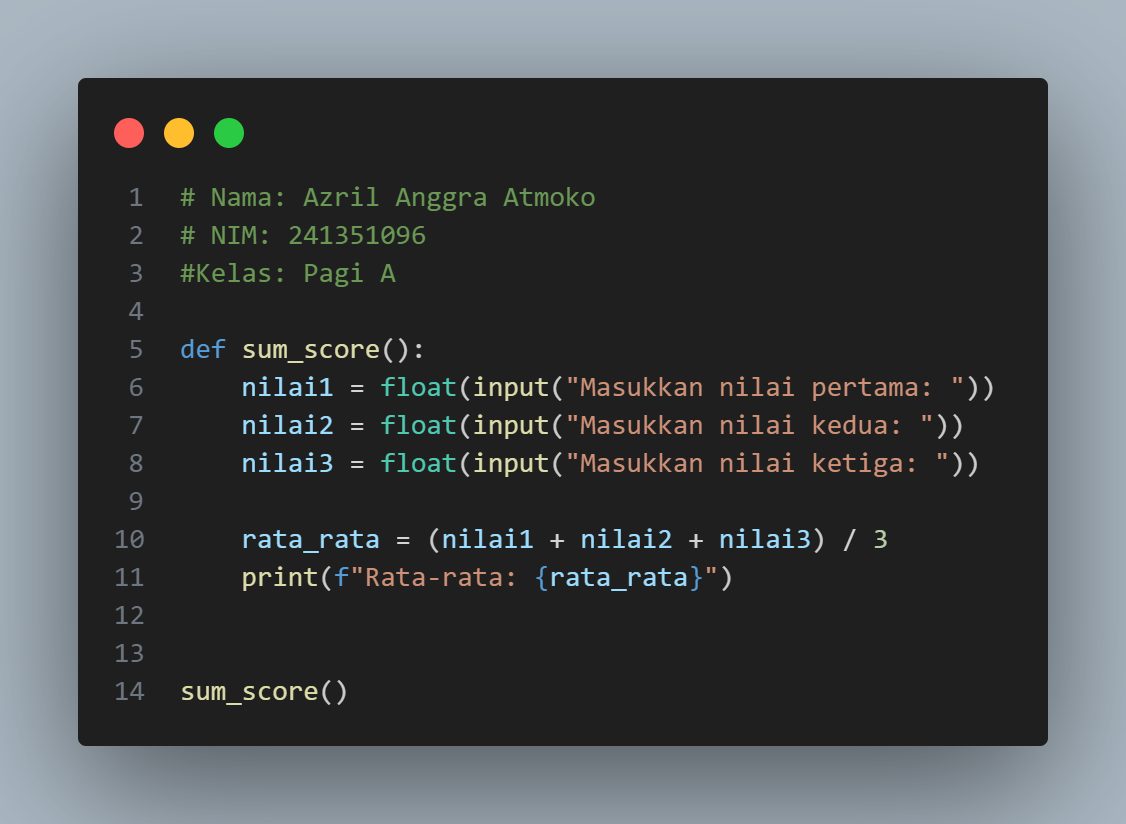 1 # Nama: Azril Anggra Atmoko
2 # NIM: 241351096
3 #Kelas: Pagi A
4
5 def sum_score():
6     nilai1 = float(input("Masukkan nilai pertama: "))
7     nilai2 = float(input("Masukkan nilai kedua: "))
8     nilai3 = float(input("Masukkan nilai ketiga: "))
9
10     rata_rata = (nilai1 + nilai2 + nilai3) / 3
11     print(f"Rata-rata: {rata_rata}")
12
13
14 sum_score()